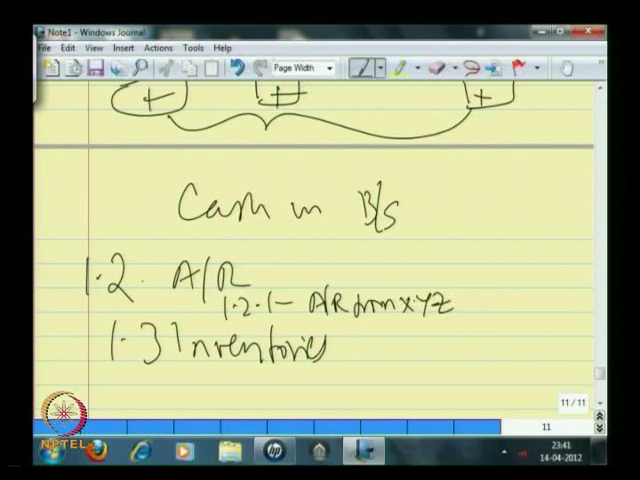 Note1 - Windows Journal
File Edit View Insert Actions Tools Help
Page Width
+ + +
Cash in B/S
1.2. A/R
1.2.1 - A/R from XYZ
1.3 Inventories
11 / 11
11
NPTEL
hp
23:41
14-04-2012